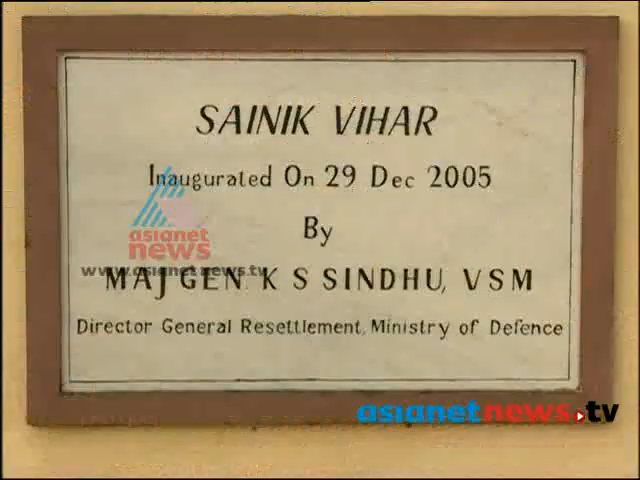 SAINIK VIHAR
Inaugurated On 29 Dec 2005
By
MAJ GEN K S SINDHU, VSM
Director General Resettlement, Ministry of Defence
asianet
news
www.asianetnews.tv
asianetnews.tv